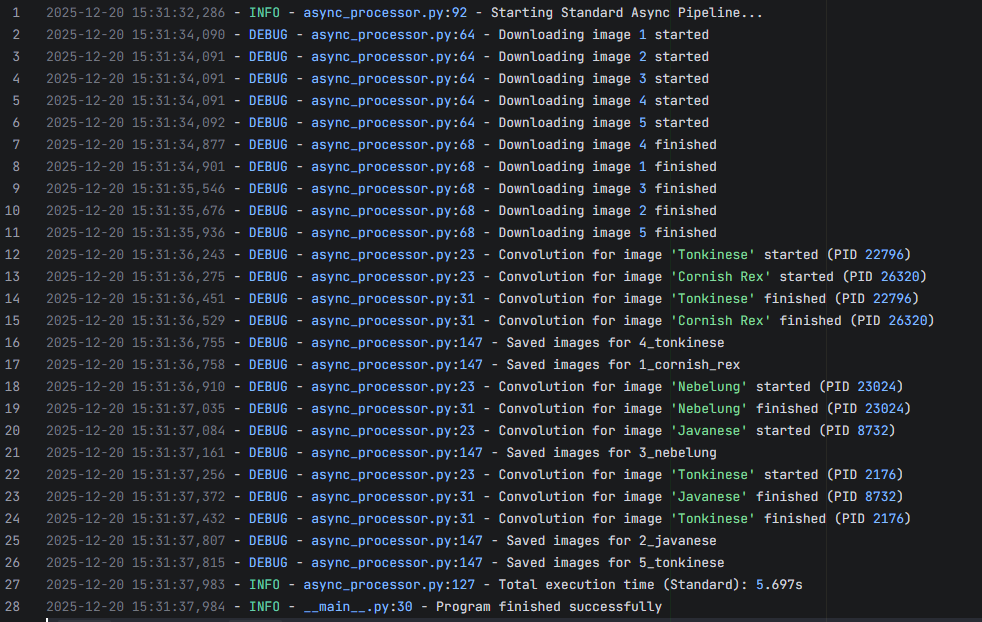 1 2025-12-20 15:31:32,286 - INFO - async_processor.py:92 - Starting Standard Async Pipeline...
2 2025-12-20 15:31:34,090 - DEBUG - async_processor.py:64 - Downloading image 1 started
3 2025-12-20 15:31:34,091 - DEBUG - async_processor.py:64 - Downloading image 2 started
4 2025-12-20 15:31:34,091 - DEBUG - async_processor.py:64 - Downloading image 3 started
5 2025-12-20 15:31:34,091 - DEBUG - async_processor.py:64 - Downloading image 4 started
6 2025-12-20 15:31:34,092 - DEBUG - async_processor.py:64 - Downloading image 5 started
7 2025-12-20 15:31:34,877 - DEBUG - async_processor.py:68 - Downloading image 4 finished
8 2025-12-20 15:31:34,901 - DEBUG - async_processor.py:68 - Downloading image 1 finished
9 2025-12-20 15:31:35,546 - DEBUG - async_processor.py:68 - Downloading image 3 finished
10 2025-12-20 15:31:35,676 - DEBUG - async_processor.py:68 - Downloading image 2 finished
11 2025-12-20 15:31:35,936 - DEBUG - async_processor.py:68 - Downloading image 5 finished
12 2025-12-20 15:31:36,243 - DEBUG - async_processor.py:23 - Convolution for image 'Tonkinese' started (PID 22796)
13 2025-12-20 15:31:36,275 - DEBUG - async_processor.py:23 - Convolution for image 'Cornish Rex' started (PID 26320)
14 2025-12-20 15:31:36,451 - DEBUG - async_processor.py:31 - Convolution for image 'Tonkinese' finished (PID 22796)
15 2025-12-20 15:31:36,529 - DEBUG - async_processor.py:31 - Convolution for image 'Cornish Rex' finished (PID 26320)
16 2025-12-20 15:31:36,755 - DEBUG - async_processor.py:147 - Saved images for 4_tonkinese
17 2025-12-20 15:31:36,758 - DEBUG - async_processor.py:147 - Saved images for 1_cornish_rex
18 2025-12-20 15:31:36,910 - DEBUG - async_processor.py:23 - Convolution for image 'Nebelung' started (PID 23024)
19 2025-12-20 15:31:37,035 - DEBUG - async_processor.py:31 - Convolution for image 'Nebelung' finished (PID 23024)
20 2025-12-20 15:31:37,084 - DEBUG - async_processor.py:23 - Convolution for image 'Javanese' started (PID 8732)
21 2025-12-20 15:31:37,161 - DEBUG - async_processor.py:147 - Saved images for 3_nebelung
22 2025-12-20 15:31:37,256 - DEBUG - async_processor.py:23 - Convolution for image 'Tonkinese' started (PID 2176)
23 2025-12-20 15:31:37,372 - DEBUG - async_processor.py:31 - Convolution for image 'Javanese' finished (PID 8732)
24 2025-12-20 15:31:37,432 - DEBUG - async_processor.py:31 - Convolution for image 'Tonkinese' finished (PID 2176)
25 2025-12-20 15:31:37,807 - DEBUG - async_processor.py:147 - Saved images for 2_javanese
26 2025-12-20 15:31:37,815 - DEBUG - async_processor.py:147 - Saved images for 5_tonkinese
27 2025-12-20 15:31:37,983 - INFO - async_processor.py:127 - Total execution time (Standard): 5.697s
28 2025-12-20 15:31:37,984 - INFO - __main__.py:30 - Program finished successfully